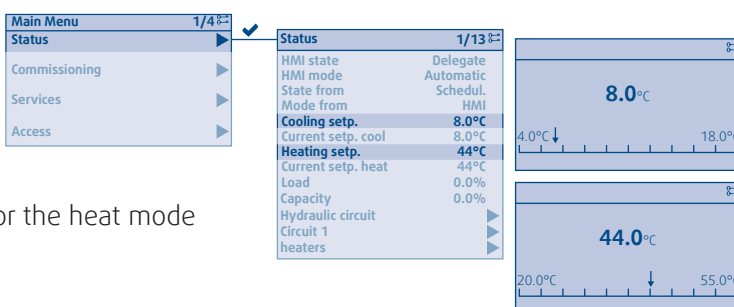 Main Menu 1/4
Status
Commissioning
Services
Access
Status 1/13
HMI state Delegate
HMI mode Automatic
State from Schedul.
Mode from HMI
Cooling setp. 8.0°C
Current setp. cool 8.0°C
Heating setp. 44°C
Current setp. heat 44°C
Load 0.0%
Capacity 0.0%
Hydraulic circuit
Circuit 1
heaters
8.0°C
4.0°C 18.0°
44.0°C
20.0°C 55.0°
or the heat mode